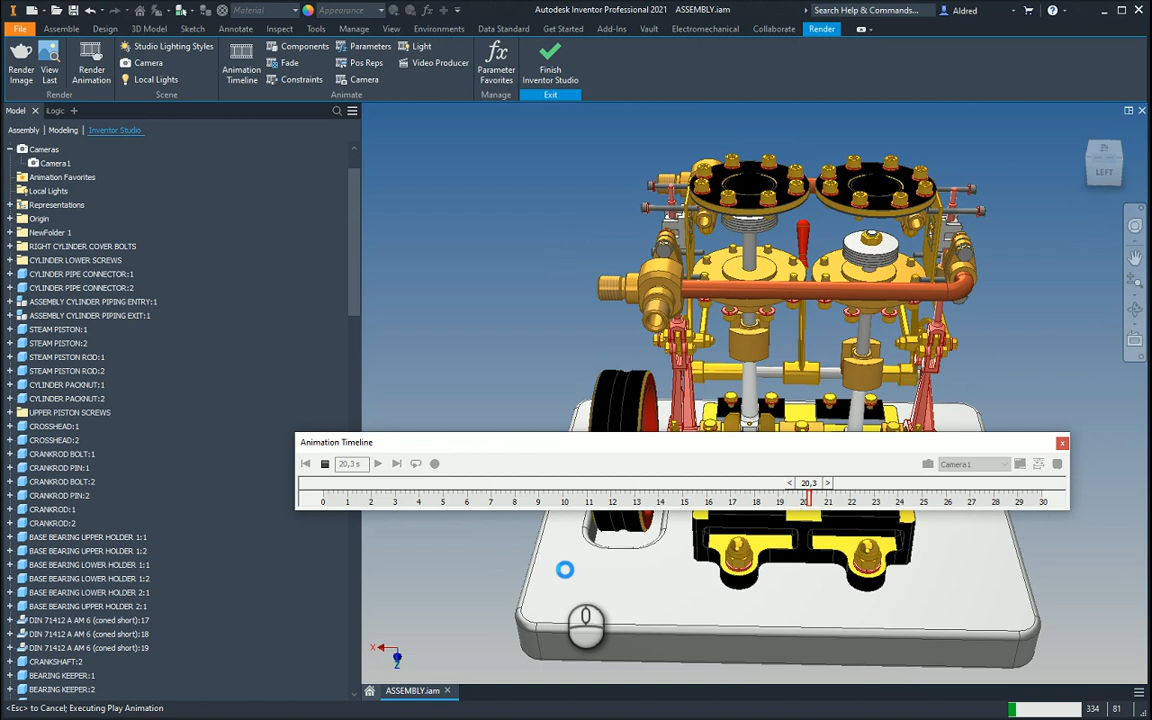 Material
Appearance
Autodesk Inventor Professional 2021 ASSEMBLY.iam
Search Help & Commands...
Aldred
File Assemble Design 3D Model Sketch Annotate Inspect Tools Manage View Environments Get Started Add-Ins Vault Electromechanical Collaborate Render
Standard Data
Render Image
View Last
Render Animation
Studio Lighting Styles
Camera
Local Lights
Animation Timeline
Components
Fade
Constraints
Parameters
Pos Reps
Camera
Light
Video Producer
Parameter Favorites
Finish Inventor Studio
Render
Scene
Animate
Manage
Exit
Model × iLogic +
Assembly Modeling Inventor Studio
Cameras
Camera1
Animation Favorites
Local Lights
Representations
Origin
NewFolder 1
RIGHT CYLINDER COVER BOLTS
CYLINDER LOWER SCREWS
CYLINDER PIPE CONNECTOR:1
CYLINDER PIPE CONNECTOR:2
ASSEMBLY CYLINDER PIPING ENTRY:1
ASSEMBLY CYLINDER PIPING EXIT:1
STEAM PISTON:1
STEAM PISTON:2
STEAM PISTON ROD:1
STEAM PISTON ROD:2
CYLINDER PACKNUT:1
CYLINDER PACKNUT:2
UPPER PISTON SCREWS
CROSSHEAD:1
CROSSHEAD:2
CRANKROD BOLT:1
CRANKROD PIN:1
CRANKROD BOLT:2
CRANKROD PIN:2
CRANKROD:1
CRANKROD:2
BASE BEARING UPPER HOLDER 1:1
BASE BEARING UPPER HOLDER 1:2
BASE BEARING LOWER HOLDER 1:1
BASE BEARING LOWER HOLDER 1:2
BASE BEARING LOWER HOLDER 2:1
BASE BEARING UPPER HOLDER 2:1
DIN 71412 A AM 6 (coned short):17
DIN 71412 A AM 6 (coned short):18
DIN 71412 A AM 6 (coned short):19
CRANKSHAFT:2
BEARING KEEPER:1
BEARING KEEPER:2
LEFT
Animation Timeline
20,3 s
Camera1
< 20,3 >
0 1 2 3 4 5 6 7 8 9 10 11 12 13 14 15 16 17 18 19 20 21 22 23 24 25 26 27 28 29 30
X
Z
ASSEMBLY.iam ×
<Esc> to Cancel; Executing Play Animation
334 81